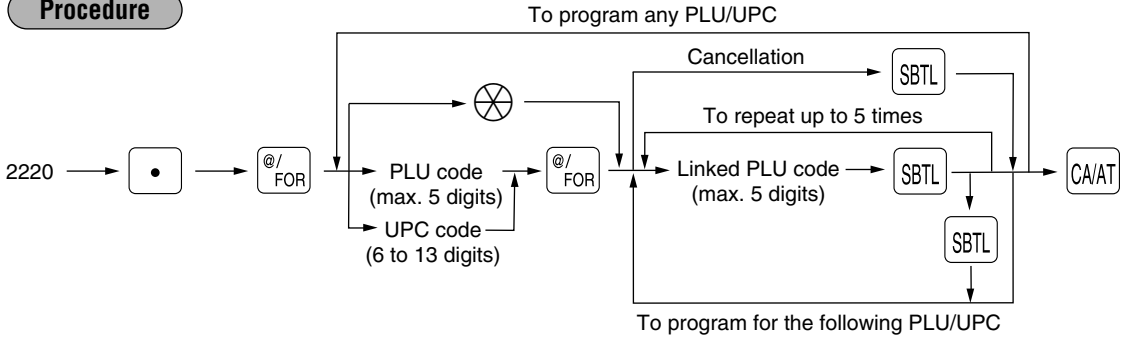 Procedure
To program any PLU/UPC
Cancellation
SBTL
To repeat up to 5 times
2220
•
@/
FOR
PLU code
(max. 5 digits)
UPC code
(6 to 13 digits)
@/
FOR
Linked PLU code
(max. 5 digits)
SBTL
CA/AT
SBTL
To program for the following PLU/UPC